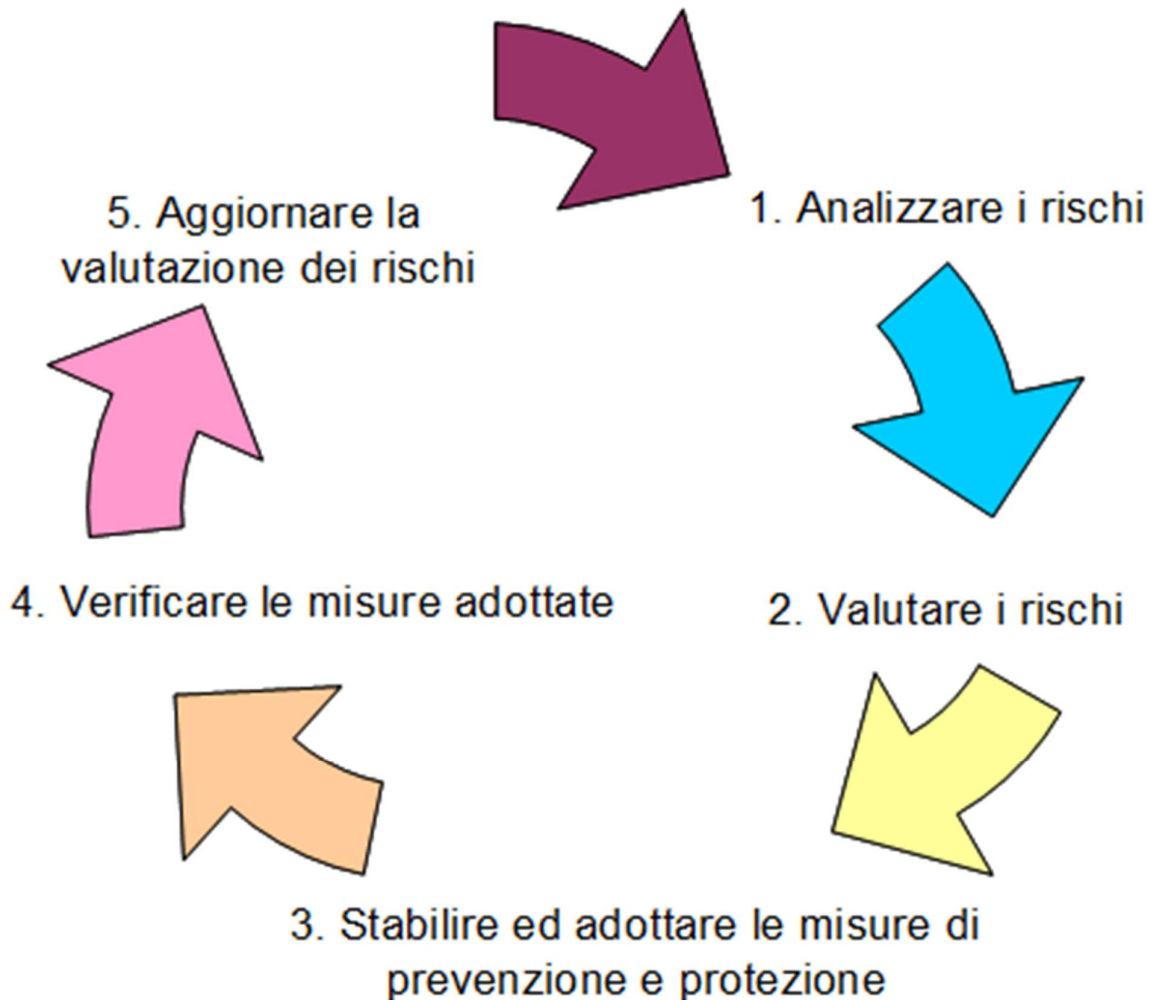 1. Analizzare i rischi
2. Valutare i rischi
3. Stabilire ed adottare le misure di
prevenzione e protezione
4. Verificare le misure adottate
5. Aggiornare la
valutazione dei rischi